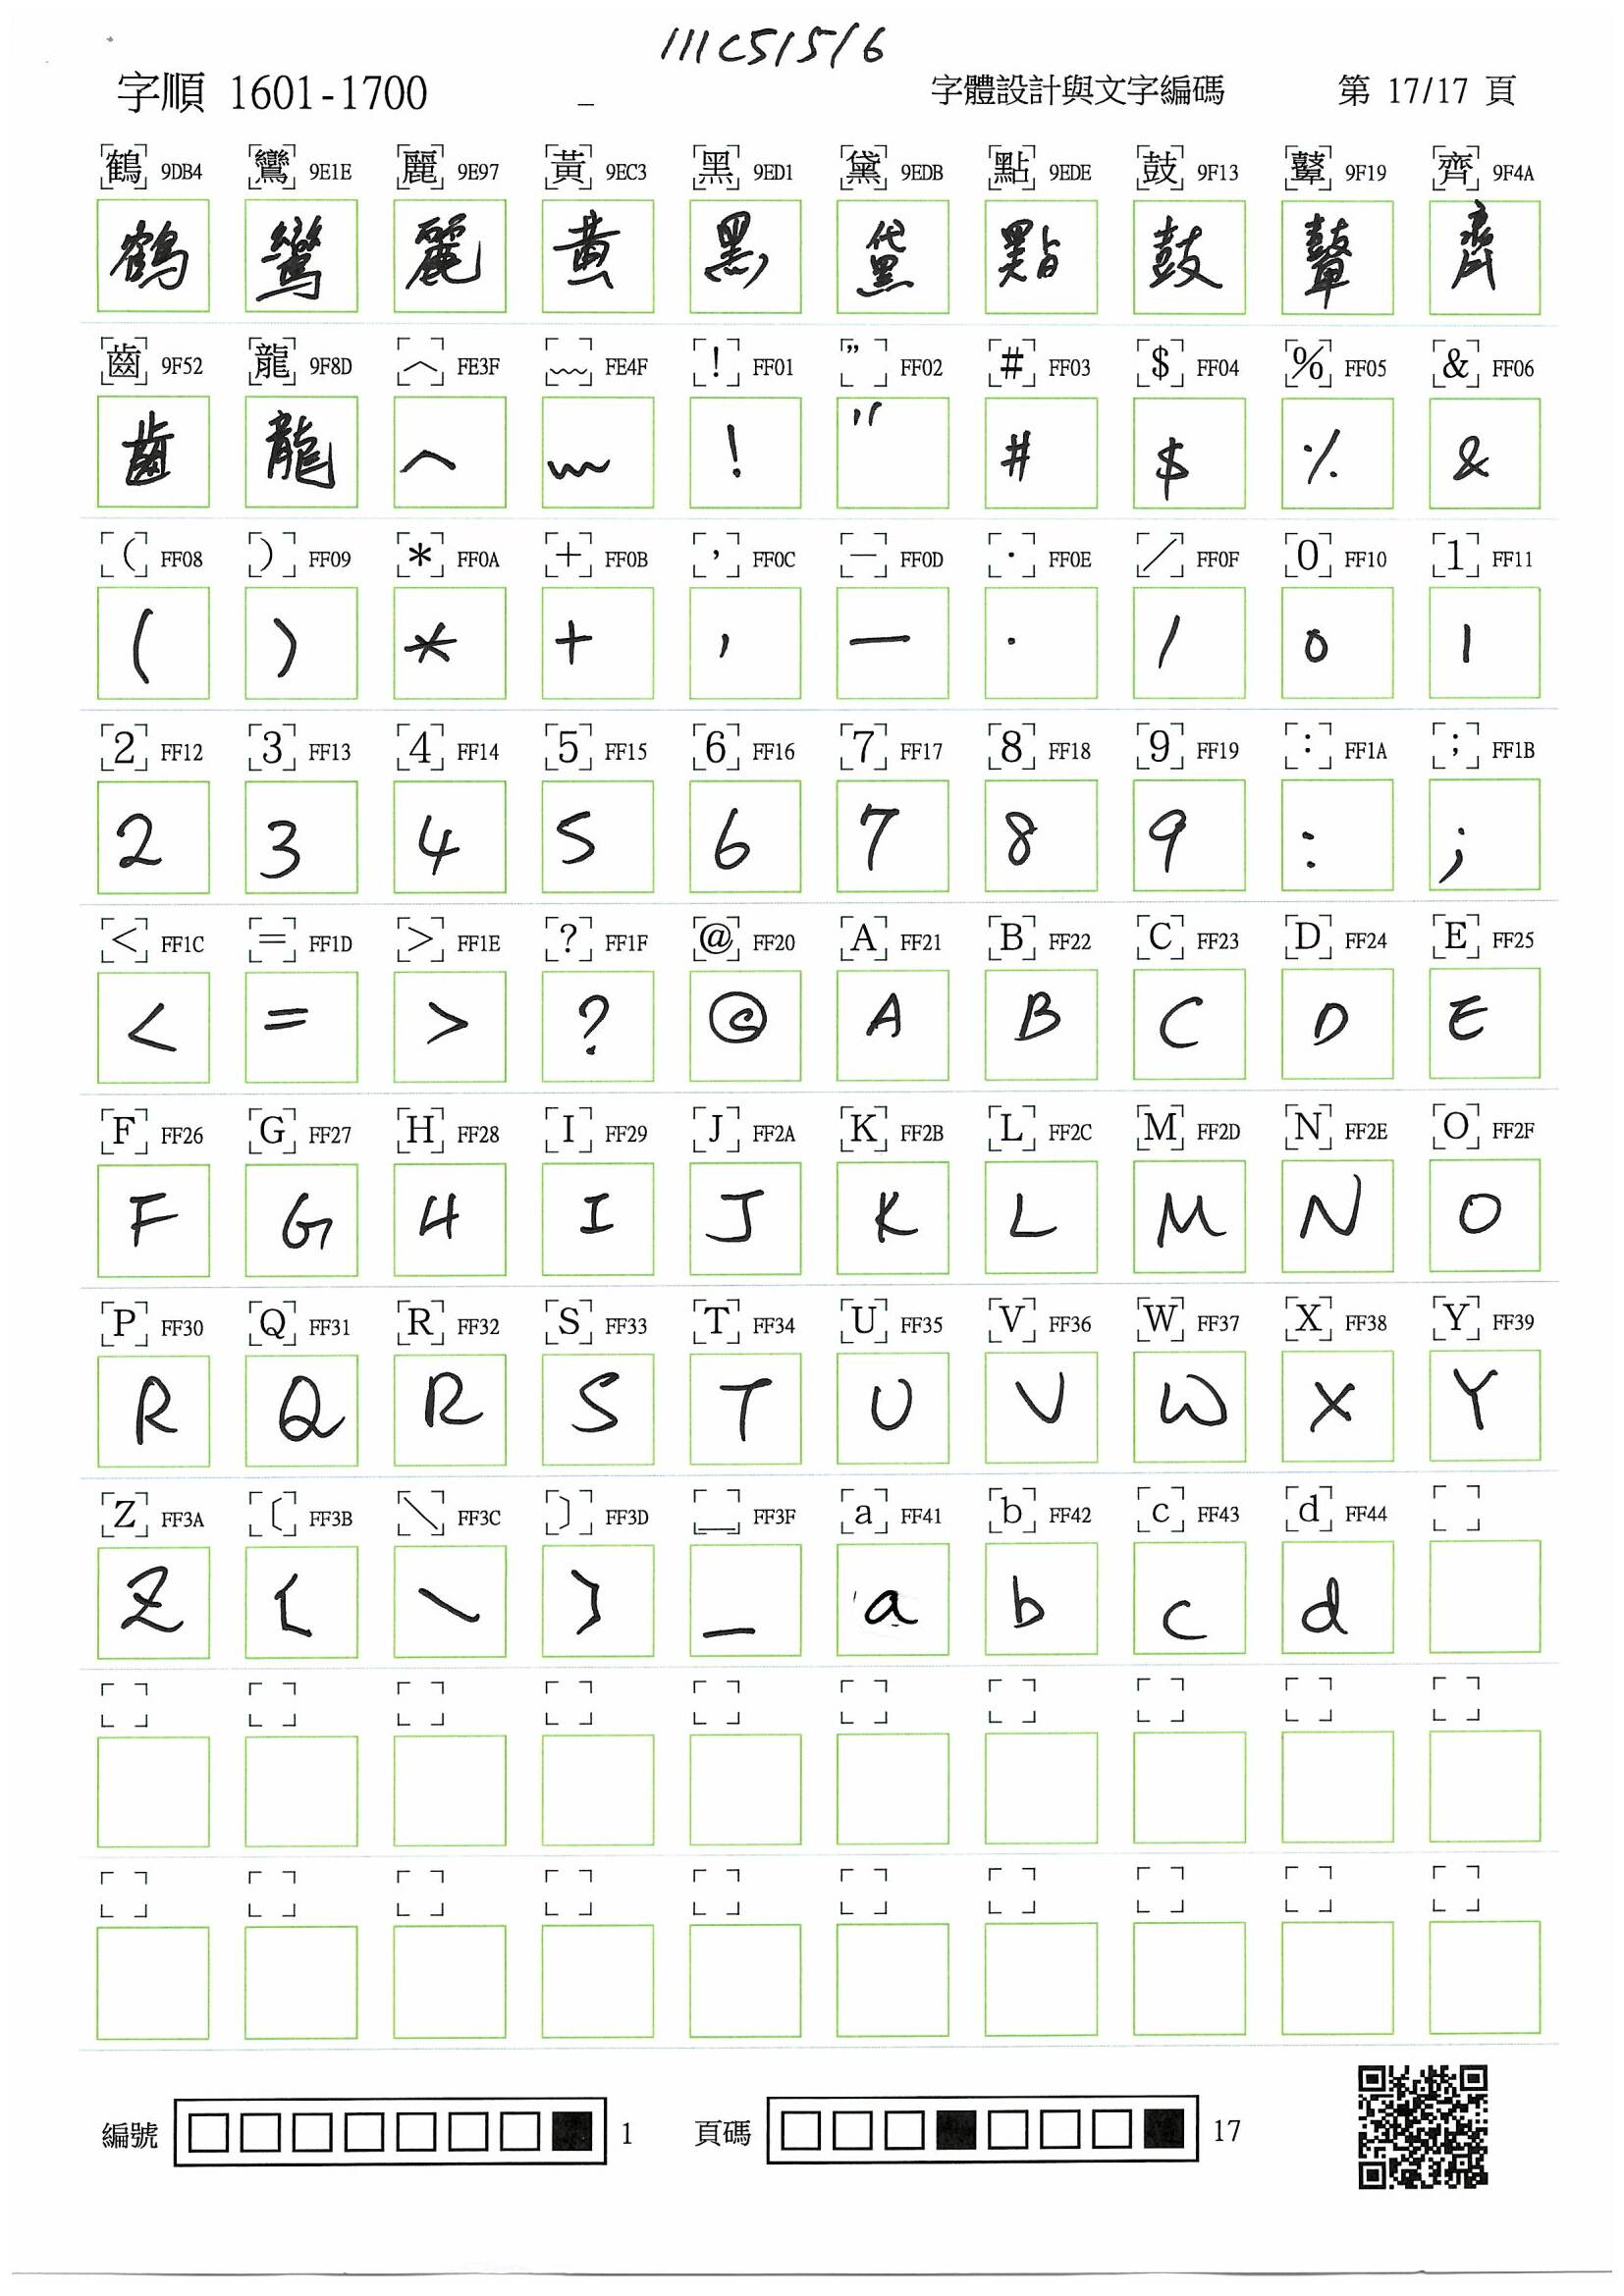 111C51516
字順 1601-1700 _ 字體設計與文字編碼 第 17/17 頁
鶴 9DB4 鸞 9E1E 麗 9E97 黃 9EC3 黑 9ED1 黛 9EDB 點 9EDE 鼓 9F13 鼙 9F19 齊 9F4A
鶴 鸞 麗 黃 黑 黛 點 鼓 鼙 齊
齒 9F52 龍 9F8D ︿ FE3F ﹏ FE4F ! FF01 " FF02 # FF03 $ FF04 % FF05 & FF06
齒 龍 ︿ ﹏ ! " # $ % &
( FF08 ) FF09 * FF0A + FF0B , FF0C － FF0D . FF0E ／ FF0F 0 FF10 1 FF11
( ) * + , － . / 0 1
2 FF12 3 FF13 4 FF14 5 FF15 6 FF16 7 FF17 8 FF18 9 FF19 : FF1A ; FF1B
2 3 4 5 6 7 8 9 : ;
< FF1C = FF1D > FF1E ? FF1F @ FF20 A FF21 B FF22 C FF23 D FF24 E FF25
< = > ? @ A B C D E
F FF26 G FF27 H FF28 I FF29 J FF2A K FF2B L FF2C M FF2D N FF2E O FF2F
F G H I J K L M N O
P FF30 Q FF31 R FF32 S FF33 T FF34 U FF35 V FF36 W FF37 X FF38 Y FF39
R Q R S T U V W X Y
Z FF3A 〔 FF3B ＼ FF3C 〕 FF3D ＿ FF3F a FF41 b FF42 c FF43 d FF44
Z 〔 ＼ 〕 _ a b c d
編號 1 頁碼 17